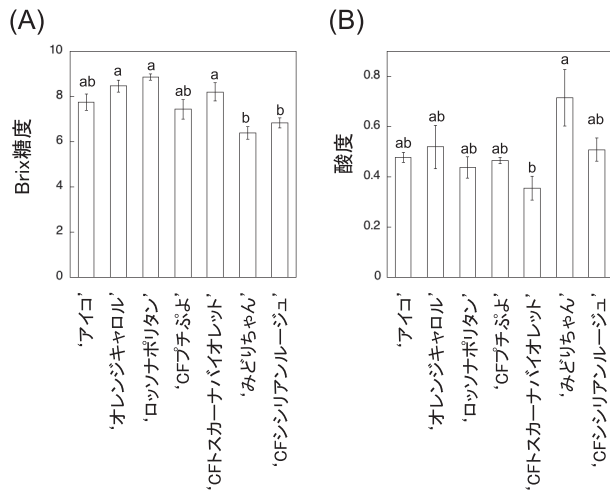 (A)
Brix糖度
10
8
6
4
2
0
ab
a
a
ab
a
b
b
‘アイコ’
‘オレンジキャロル’
‘ロッソナポリタン’
‘CFプチぷよ’
‘CFトスカーナバイオレット’
‘みどりちゃん’
‘CFシシリアンルージュ’
(B)
酸度
0.8
0.6
0.4
0.2
0
ab
ab
ab
ab
b
a
ab
‘アイコ’
‘オレンジキャロル’
‘ロッソナポリタン’
‘CFプチぷよ’
‘CFトスカーナバイオレット’
‘みどりちゃん’
‘CFシシリアンルージュ’